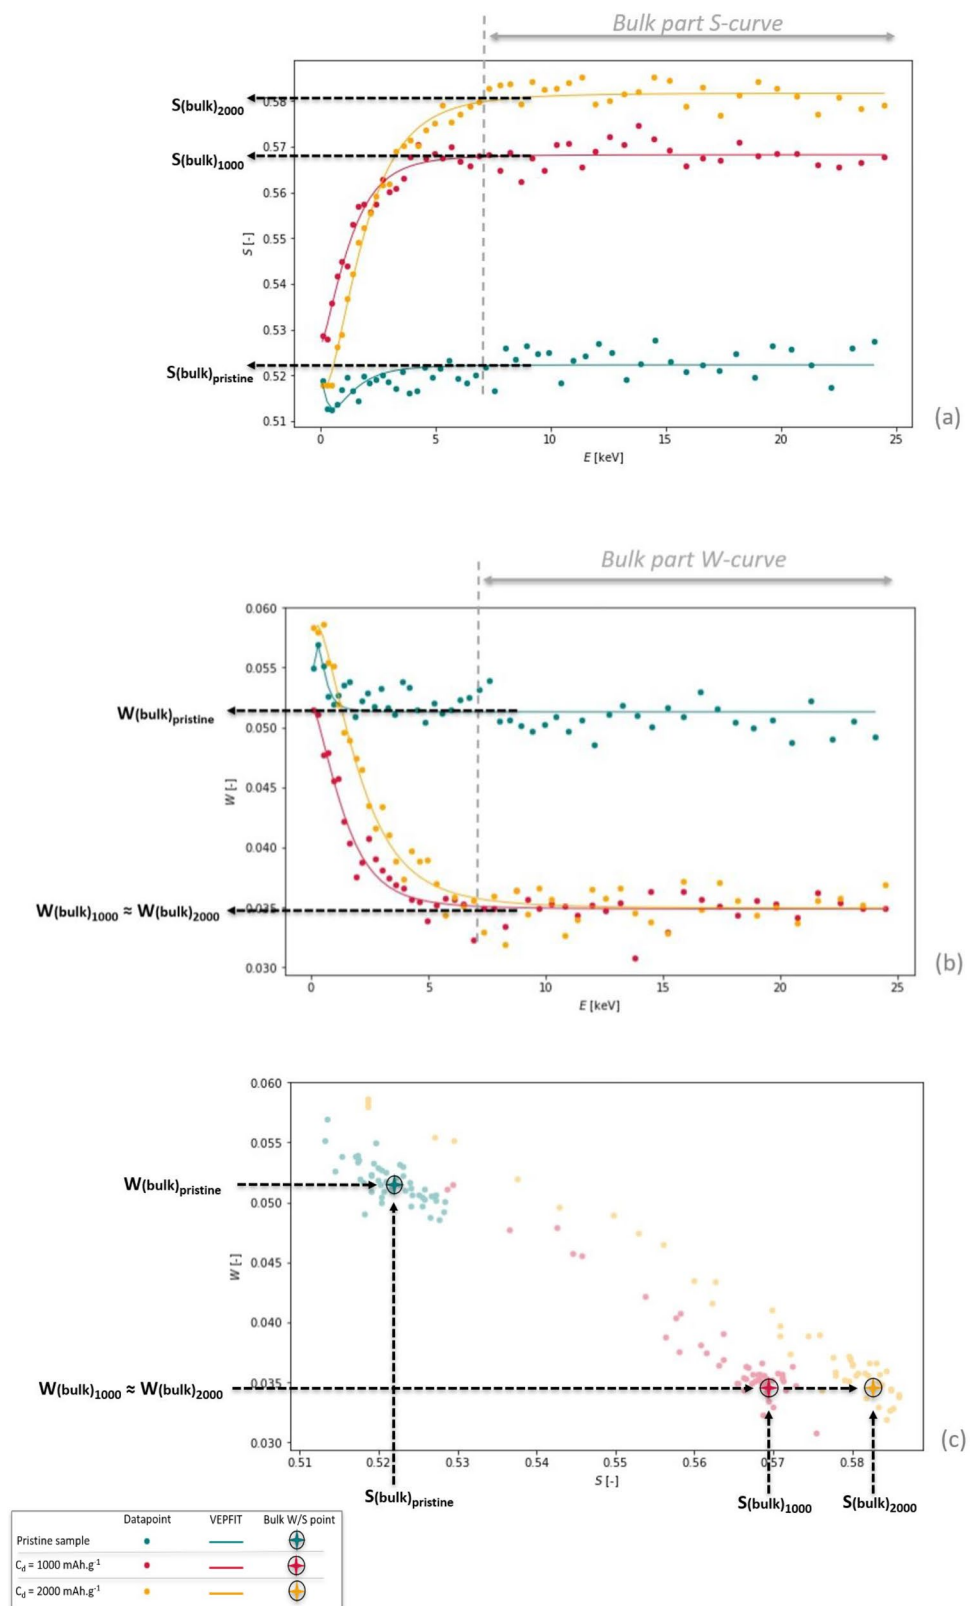 Bulk part S-curve
S(bulk)2000
S(bulk)1000
S(bulk)pristine
0.58
0.57
0.56
0.55
0.54
0.53
0.52
0.51
S [-]
0 5 10 15 20 25
E [keV]
(a)
Bulk part W-curve
W(bulk)pristine
W(bulk)1000 ≈ W(bulk)2000
0.060
0.055
0.050
0.045
0.040
0.035
0.030
W [-]
0 5 10 15 20 25
E [keV]
(b)
W(bulk)pristine
W(bulk)1000 ≈ W(bulk)2000
0.060
0.055
0.050
0.045
0.040
0.035
0.030
W [-]
0.51 0.52 0.53 0.54 0.55 0.56 0.57 0.58
S [-]
(c)
S(bulk)pristine
S(bulk)1000
S(bulk)2000
Datapoint VEPFIT Bulk W/S point
Pristine sample
Cd = 1000 mAh.g-1
Cd = 2000 mAh.g-1